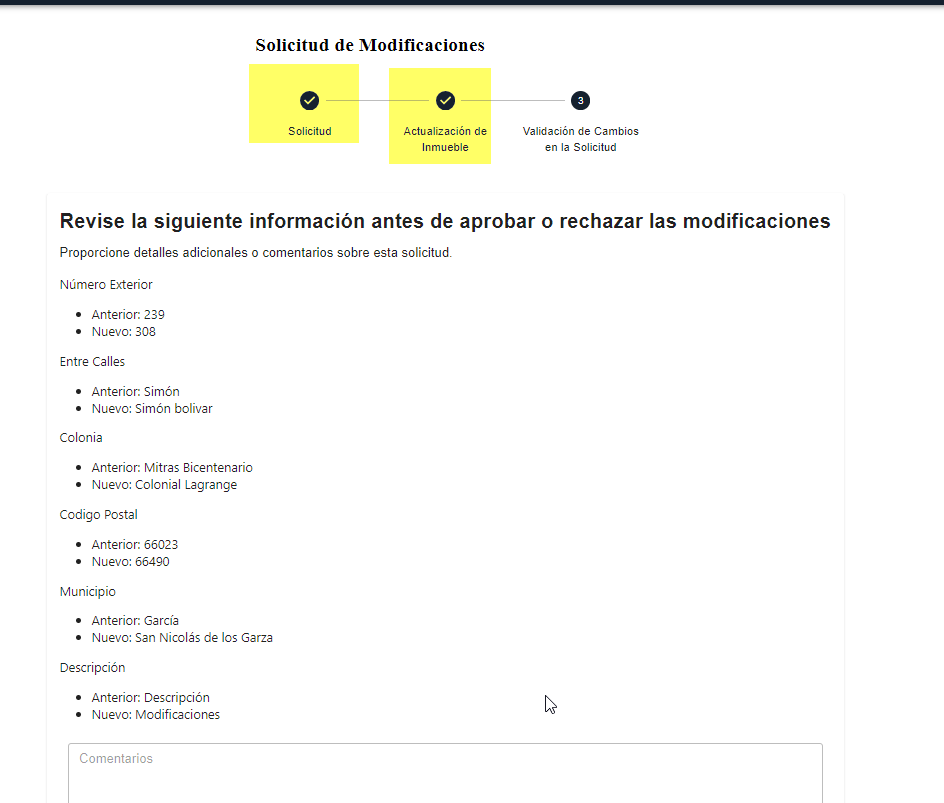 Solicitud de Modificaciones
3
Solicitud
Actualización de
Inmueble
Validación de Cambios
en la Solicitud
Revise la siguiente información antes de aprobar o rechazar las modificaciones
Proporcione detalles adicionales o comentarios sobre esta solicitud.
Número Exterior
Anterior: 239
Nuevo: 308
Entre Calles
Anterior: Simón
Nuevo: Simón bolivar
Colonia
Anterior: Mitras Bicentenario
Nuevo: Colonial Lagrange
Codigo Postal
Anterior: 66023
Nuevo: 66490
Municipio
Anterior: García
Nuevo: San Nicolás de los Garza
Descripción
Anterior: Descripción
Nuevo: Modificaciones
Comentarios